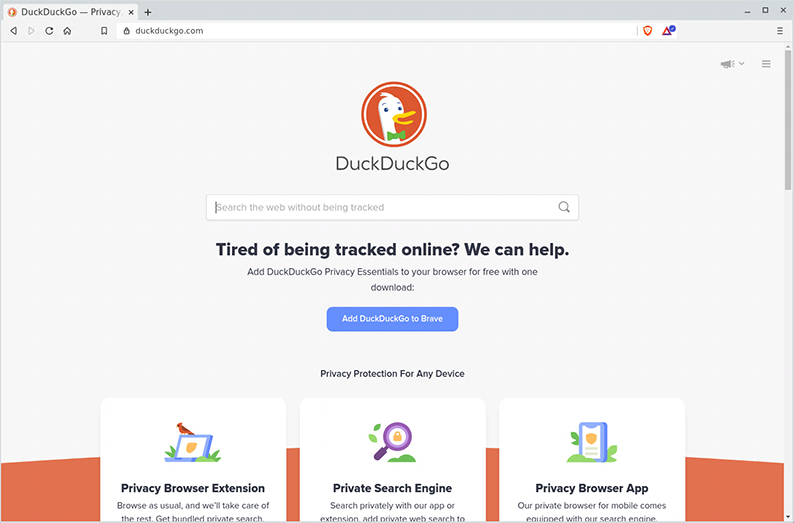 DuckDuckGo — Privacy,
duckduckgo.com
DuckDuckGo
Search the web without being tracked
Tired of being tracked online? We can help.
Add DuckDuckGo Privacy Essentials to your browser for free with one
download:
Add DuckDuckGo to Brave
Privacy Protection For Any Device
Privacy Browser Extension
Browse as usual, and we'll take care of
the rest. Get bundled private search,
Private Search Engine
Search privately with our app or
extension, add private web search to
Privacy Browser App
Our private browser for mobile comes
equipped with our search engine,